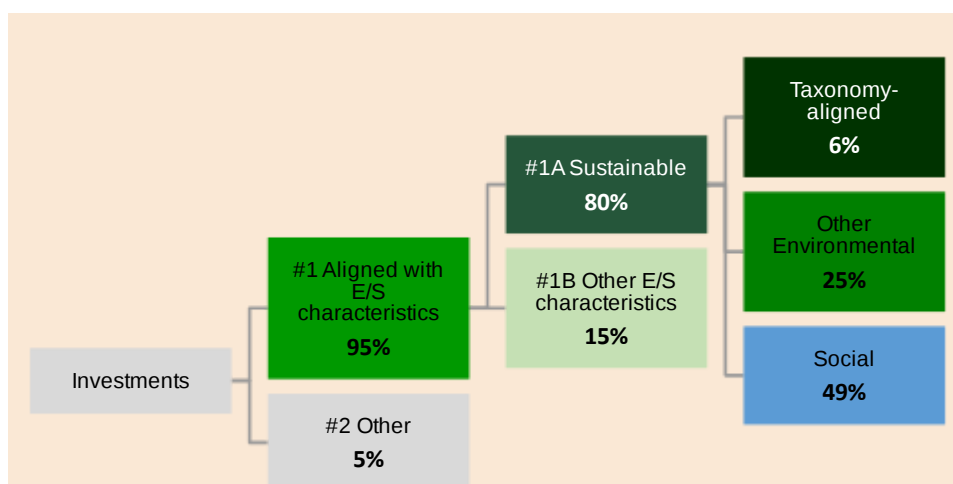 Investments
#1 Aligned with
E/S
characteristics
95%
#2 Other
5%
#1A Sustainable
80%
#1B Other E/S
characteristics
15%
Taxonomy-
aligned
6%
Other
Environmental
25%
Social
49%